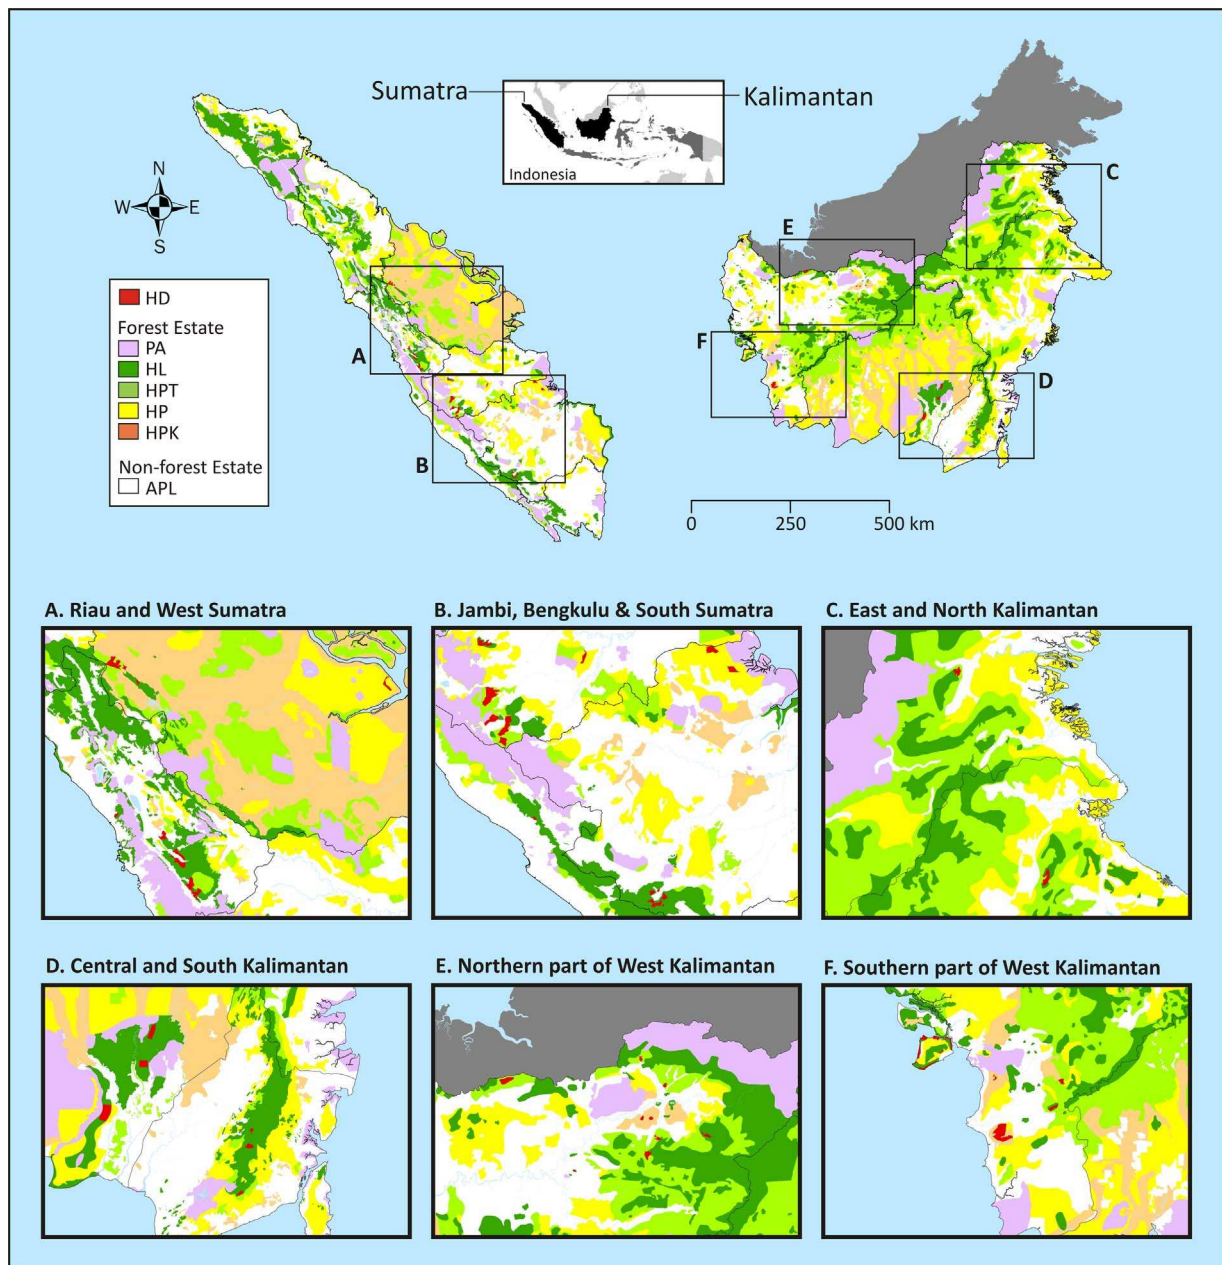 Sumatra
Kalimantan
Indonesia
N
W E
S
C
E
F
A
D
B
HD
Forest Estate
PA
HL
HPT
HP
HPK
Non-forest Estate
APL
0 250 500 km
A. Riau and West Sumatra
B. Jambi, Bengkulu & South Sumatra
C. East and North Kalimantan
D. Central and South Kalimantan
E. Northern part of West Kalimantan
F. Southern part of West Kalimantan